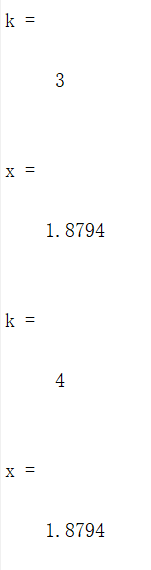 k =
3
x =
1.8794
k =
4
x =
1.8794